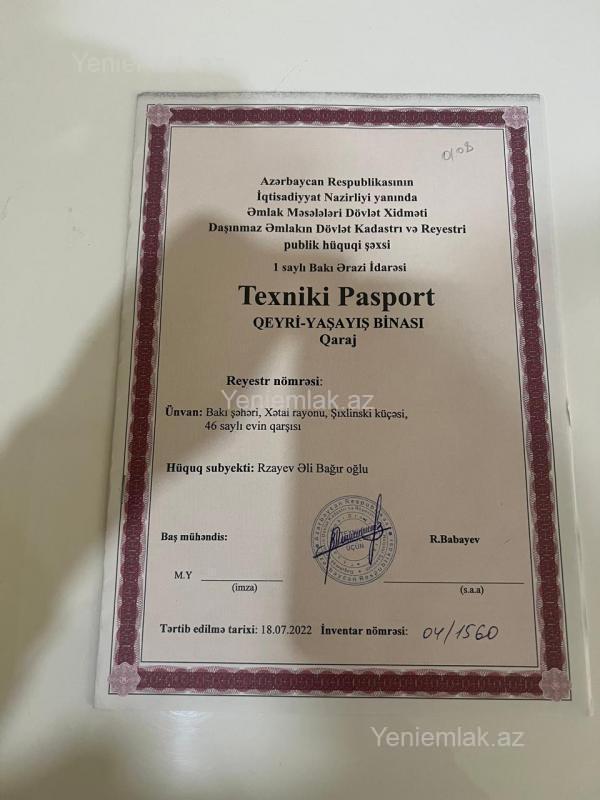 Yeniemlak.az
0108
Azərbaycan Respublikasının
İqtisadiyyat Nazirliyi yanında
Əmlak Məsələləri Dövlət Xidməti
Daşınmaz Əmlakın Dövlət Kadastrı və Reyestri
publik hüquqi şəxsi
1 saylı Bakı Ərazi İdarəsi
Texniki Pasport
QEYRİ-YAŞAYIŞ BİNASI
Qaraj
Reyestr nömrəsi:
Yeniemlak.az
Ünvan: Bakı şəhəri, Xətai rayonu, Şıxlinski küçəsi,
46 saylı evin qarşısı
Hüquq subyekti: Rzayev Əli Bağır oğlu
ÜÇÜN
Baş mühəndis:
R.Babayev
M.Y
(imza)
(s.a.a)
Tərtib edilmə tarixi: 18.07.2022 İnventar nömrəsi: 04/1560
Yeniemlak.az